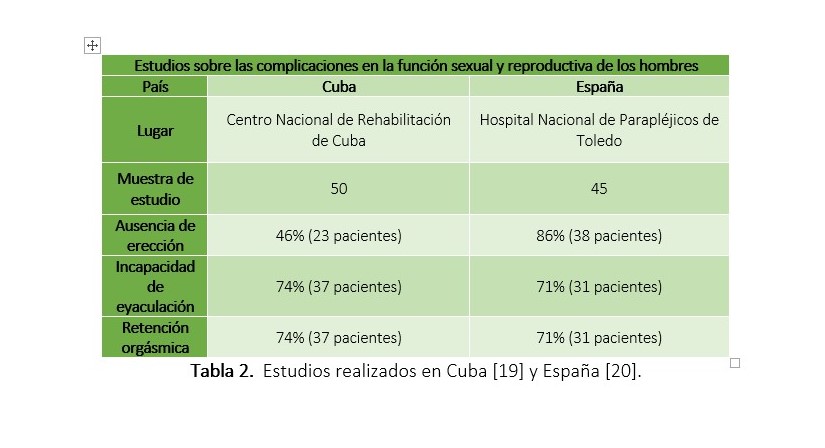 Estudios sobre las complicaciones en la función sexual y reproductiva de los hombres
País Cuba España
Lugar Centro Nacional de Rehabilitación de Cuba Hospital Nacional de Parapléjicos de Toledo
Muestra de estudio 50 45
Ausencia de erección 46% (23 pacientes) 86% (38 pacientes)
Incapacidad de eyaculación 74% (37 pacientes) 71% (31 pacientes)
Retención orgásmica 74% (37 pacientes) 71% (31 pacientes)
Tabla 2. Estudios realizados en Cuba [19] y España [20].